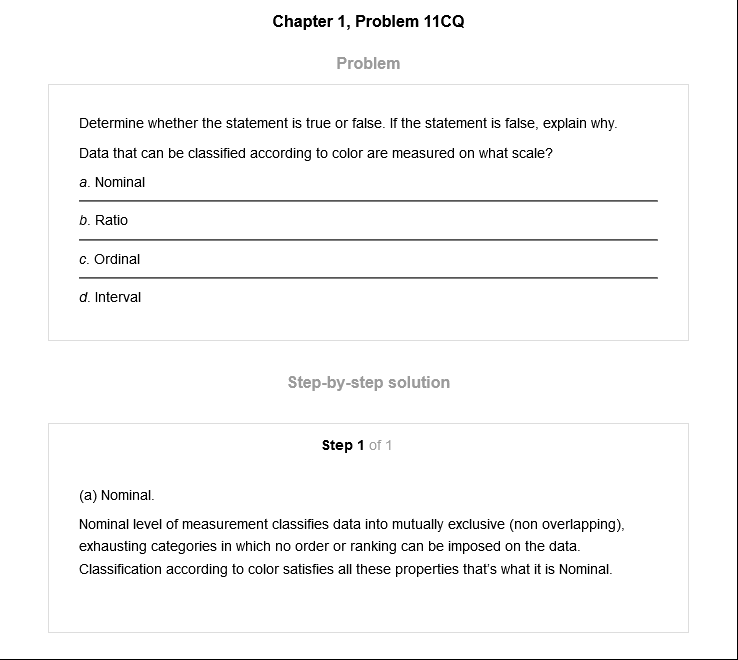 Chapter 1, Problem 11CQ
Problem
Determine whether the statement is true or false. If the statement is false, explain why.
Data that can be classified according to color are measured on what scale?
a. Nominal
b. Ratio
c. Ordinal
d. Interval
Step-by-step solution
Step 1 of 1
(a) Nominal.
Nominal level of measurement classifies data into mutually exclusive (non overlapping),
exhausting categories in which no order or ranking can be imposed on the data.
Classification according to color satisfies all these properties that's what it is Nominal.